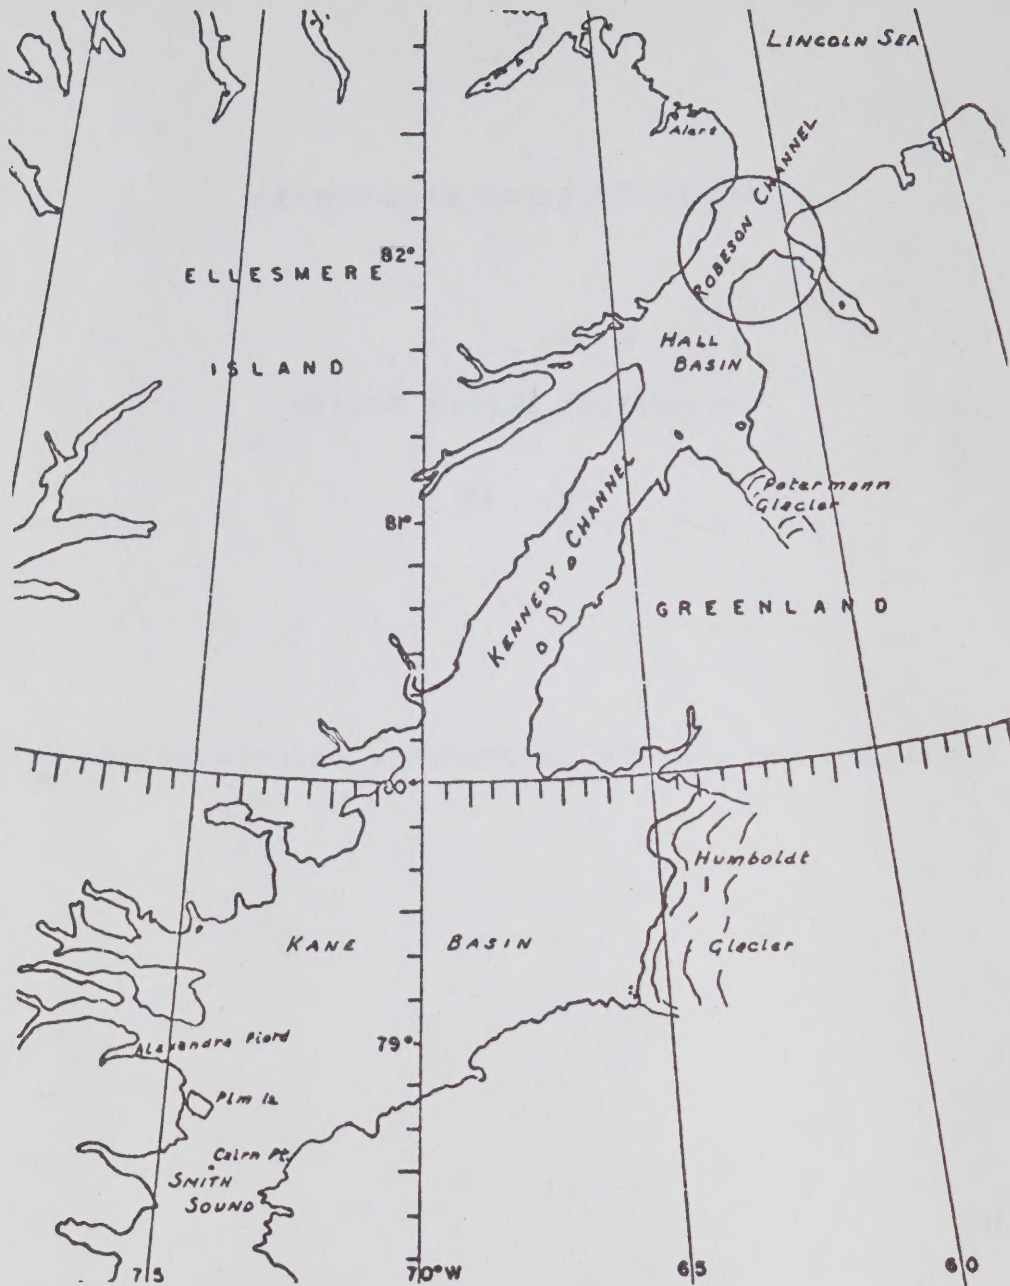 LINCOLN SEA
Alert
ROBESON CHANNEL
82°
ELLESMERE
ISLAND
HALL
BASIN
Petermann
Glacier
81°
KENNEDY CHANNEL
GREENLAND
80°
Humboldt
Glacier
KANE BASIN
79°
Alexandra Fiord
Pim Is
Cairn Pt.
SMITH
SOUND
75
70°W
65
60